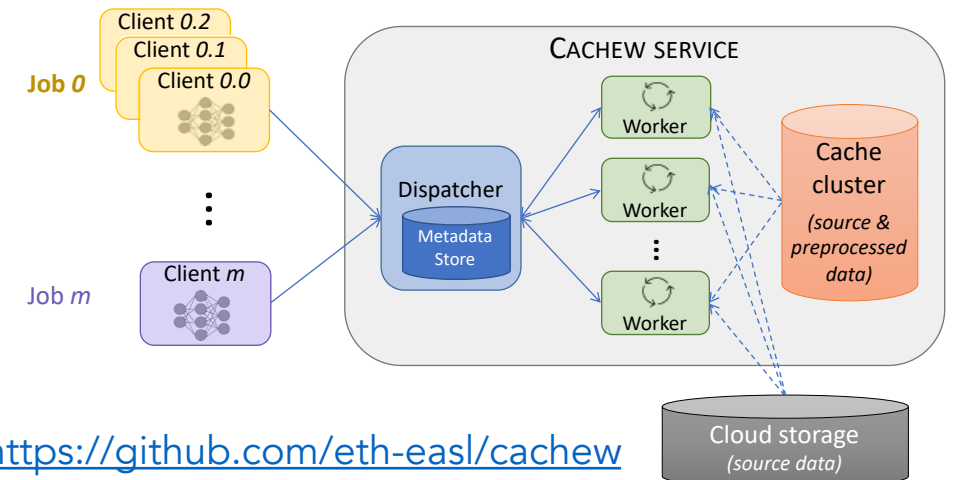 Client 0.2
Client 0.1
Job 0
Client 0.0
CACHEW SERVICE
Worker
Cache
cluster
(source &
preprocessed
data)
Dispatcher
Metadata
Store
Worker
Client m
Job m
Worker
https://github.com/eth-easl/cachew
Cloud storage
(source data)